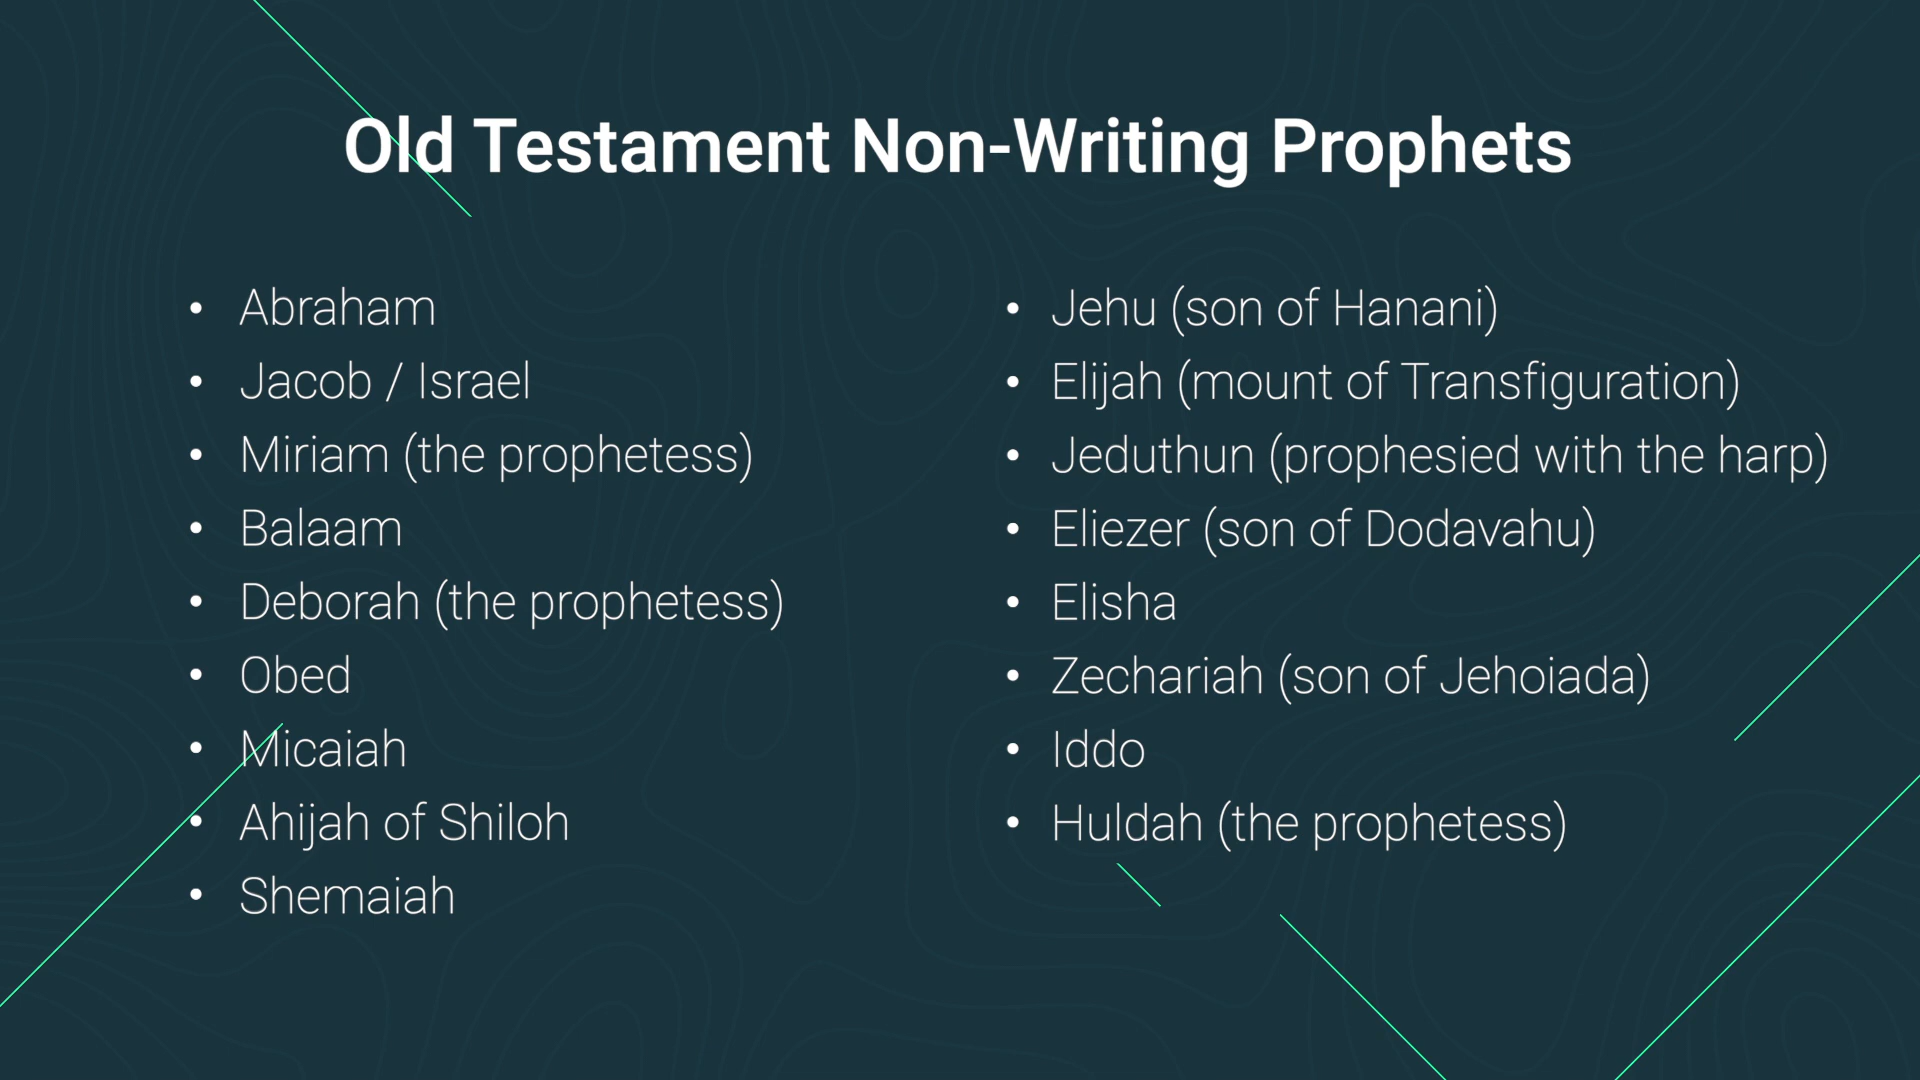 Old Testament Non-Writing Prophets
• Abraham
• Jacob / Israel
• Miriam (the prophetess)
• Balaam
• Deborah (the prophetess)
• Obed
• Micaiah
• Ahijah of Shiloh
• Shemaiah
• Jehu (son of Hanani)
• Elijah (mount of Transfiguration)
• Jeduthun (prophesied with the harp)
• Eliezer (son of Dodavahu)
• Elisha
• Zechariah (son of Jehoiada)
• Iddo
• Huldah (the prophetess)